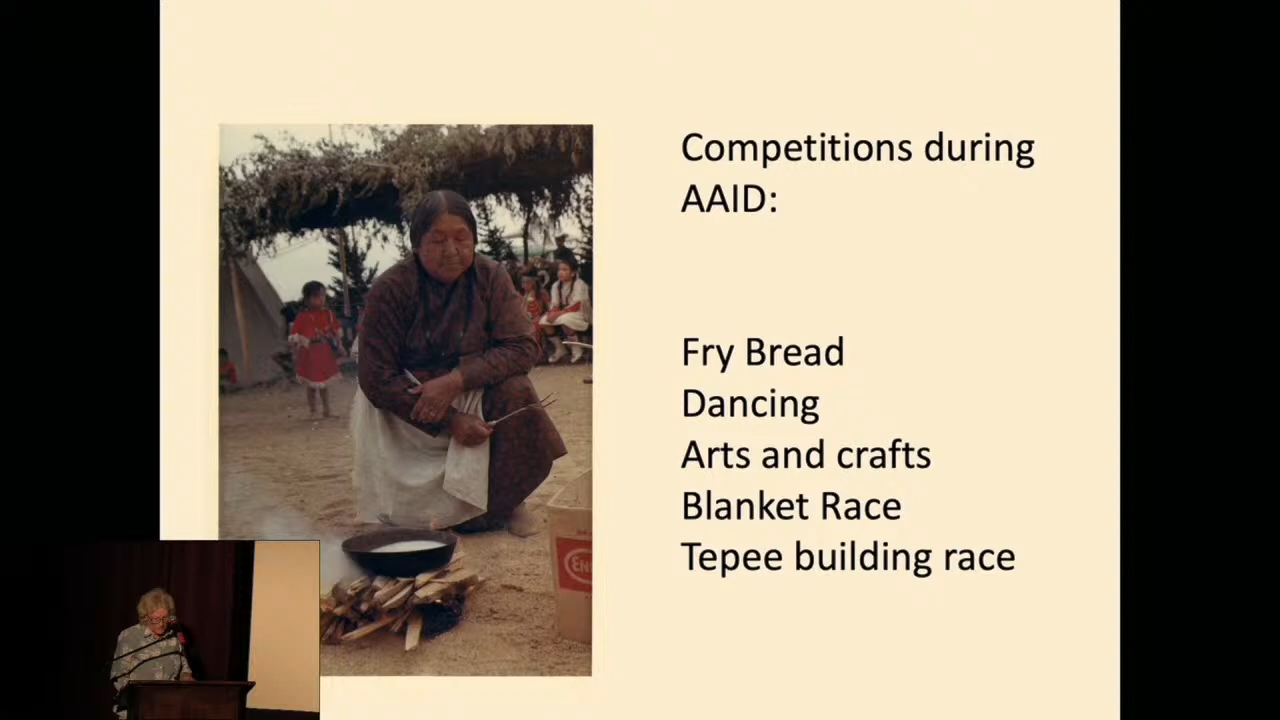 Competitions during
AAID:
Fry Bread
Dancing
Arts and crafts
Blanket Race
Tepee building race